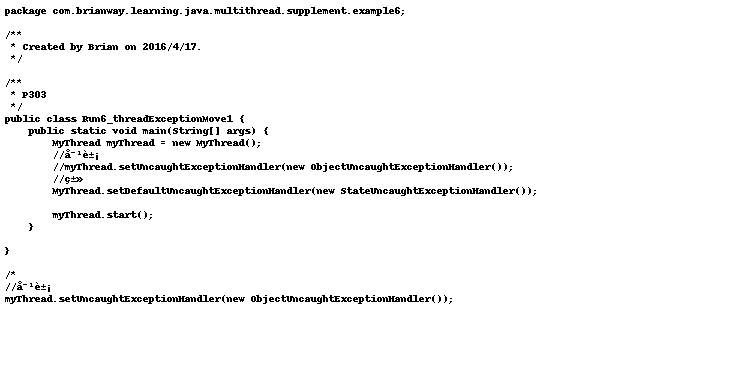 package com.brianway.learning.java.multithread.supplement.example6;
/**
 * Created by Brian on 2016/4/17.
 */
/**
 * P303
 */
public class Run6_threadExceptionMove1 {
    public static void main(String[] args) {
        MyThread myThread = new MyThread();
        //å¯¹è±¡
        //myThread.setUncaughtExceptionHandler(new ObjectUncaughtExceptionHandler());
        //ç±»
        MyThread.setDefaultUncaughtExceptionHandler(new StateUncaughtExceptionHandler());
        myThread.start();
    }
}
/*
//å¯¹è±¡
myThread.setUncaughtExceptionHandler(new ObjectUncaughtExceptionHandler());